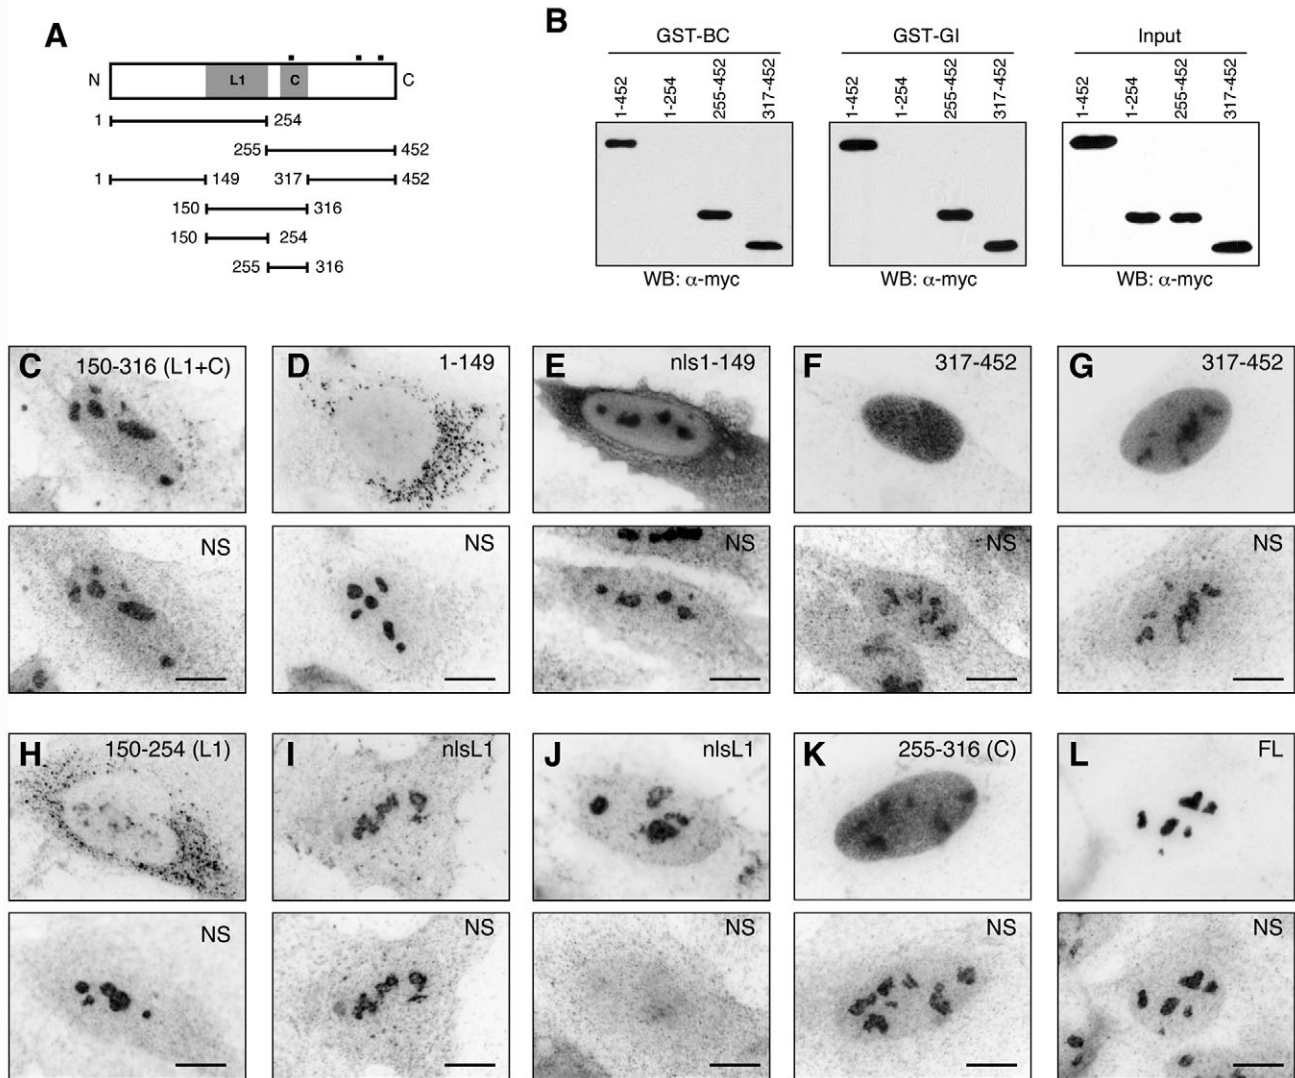 A
N L1 C C
1 254
255 452
1 149 317 452
150 316
150 254
255 316
B
GST-BC GST-GI Input
1-452 1-254 255-452 317-452 1-452 1-254 255-452 317-452 1-452 1-254 255-452 317-452
WB: α-myc WB: α-myc WB: α-myc
C 150-316 (L1+C) D 1-149 E nls1-149 F 317-452 G 317-452
NS NS NS NS NS
H 150-254 (L1) I nlsL1 J nlsL1 K 255-316 (C) L FL
NS NS NS NS NS